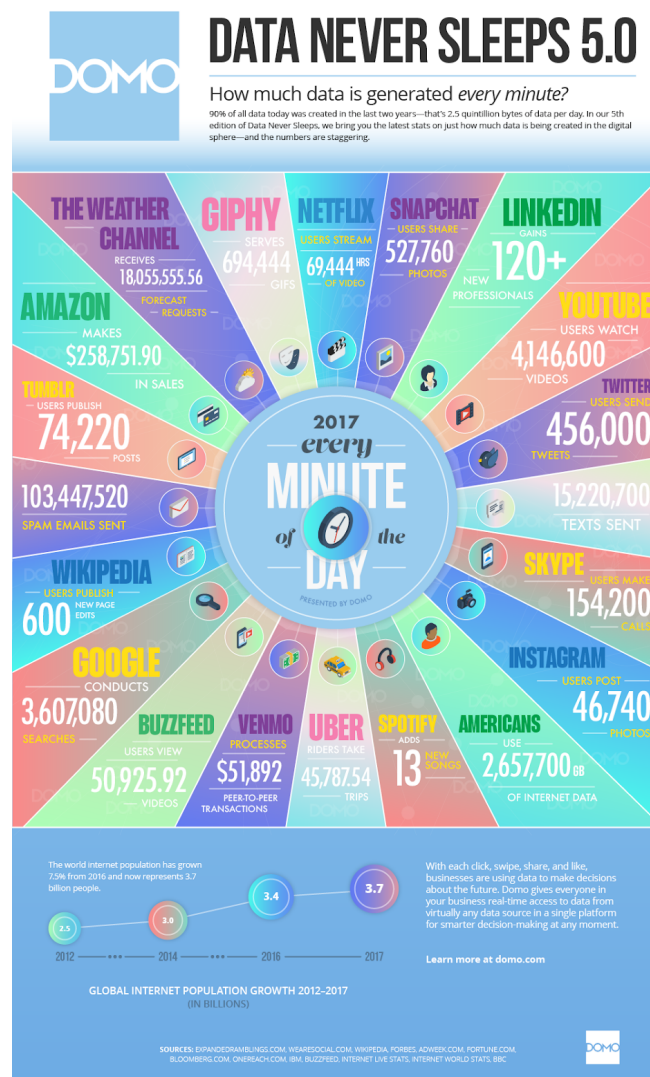 DOMO
DATA NEVER SLEEPS 5.0
How much data is generated every minute?
90% of all data today was created in the last two years—that's 2.5 quintillion bytes of data per day. In our 5th
edition of Data Never Sleeps, we bring you the latest stats on just how much data is being created in the digital
sphere—and the numbers are staggering.
THE WEATHER
CHANNEL
RECEIVES
18,055,555.56
FORECAST
REQUESTS
GIPHY
SERVES
694,444
GIFS
NETFLIX
USERS STREAM
69,444 HRS
OF VIDEO
SNAPCHAT
USERS SHARE
527,760
PHOTOS
LINKEDIN
GAINS
120+
NEW
PROFESSIONALS
YOUTUBE
USERS WATCH
4,146,600
VIDEOS
TWITTER
USERS SEND
456,000
TWEETS
15,220,700
TEXTS SENT
SKYPE
USERS MAKE
154,200
CALLS
INSTAGRAM
USERS POST
46,740
PHOTOS
AMERICANS
USE
2,657,700 GB
OF INTERNET DATA
SPOTIFY
ADDS
13 NEW
SONGS
UBER
RIDERS TAKE
45,787.54
TRIPS
VENMO
PROCESSES
$51,892
PEER-TO-PEER
TRANSACTIONS
BUZZFEED
USERS VIEW
50,925.92
VIDEOS
GOOGLE
CONDUCTS
3,607,080
SEARCHES
WIKIPEDIA
USERS PUBLISH
600 NEW PAGE
EDITS
103,447,520
SPAM EMAILS SENT
TUMBLR
USERS PUBLISH
74,220
POSTS
AMAZON
MAKES
$258,751.90
IN SALES
2017
every
MINUTE
of the
DAY
PRESENTED BY DOMO
The world internet population has grown
7.5% from 2016 and now represents 3.7
billion people.
2.5
3.0
3.4
3.7
2012 2014 2016 2017
GLOBAL INTERNET POPULATION GROWTH 2012–2017
(IN BILLIONS)
With each click, swipe, share, and like,
businesses are using data to make decisions
about the future. Domo gives everyone in
your business real-time access to data from
virtually any data source in a single platform
for smarter decision-making at any moment.
Learn more at domo.com
SOURCES: EXPANDEDRAMBLINGS.COM, WEARESOCIAL.COM, WIKIPEDIA, FORBES, ADWEEK.COM, FORTUNE.COM,
BLOOMBERG.COM, ONEREACH.COM, IBM, BUZZFEED, INTERNET LIVE STATS, INTERNET WORLD STATS, BBC
DOMO